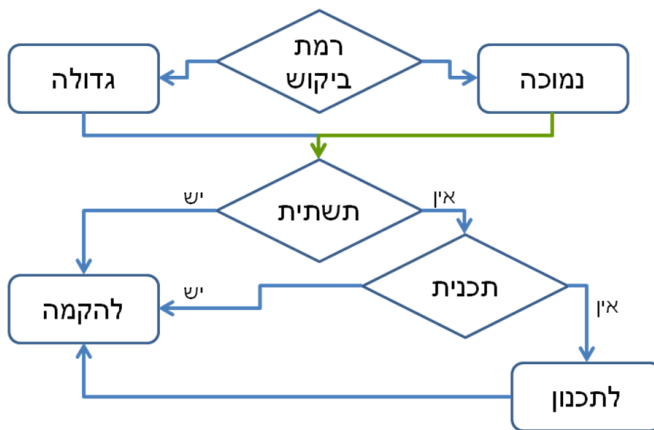 רמת
ביקוש
נמוכה
גדולה
תשתית
אין
יש
תכנית
אין
יש
להקמה
לתכנון